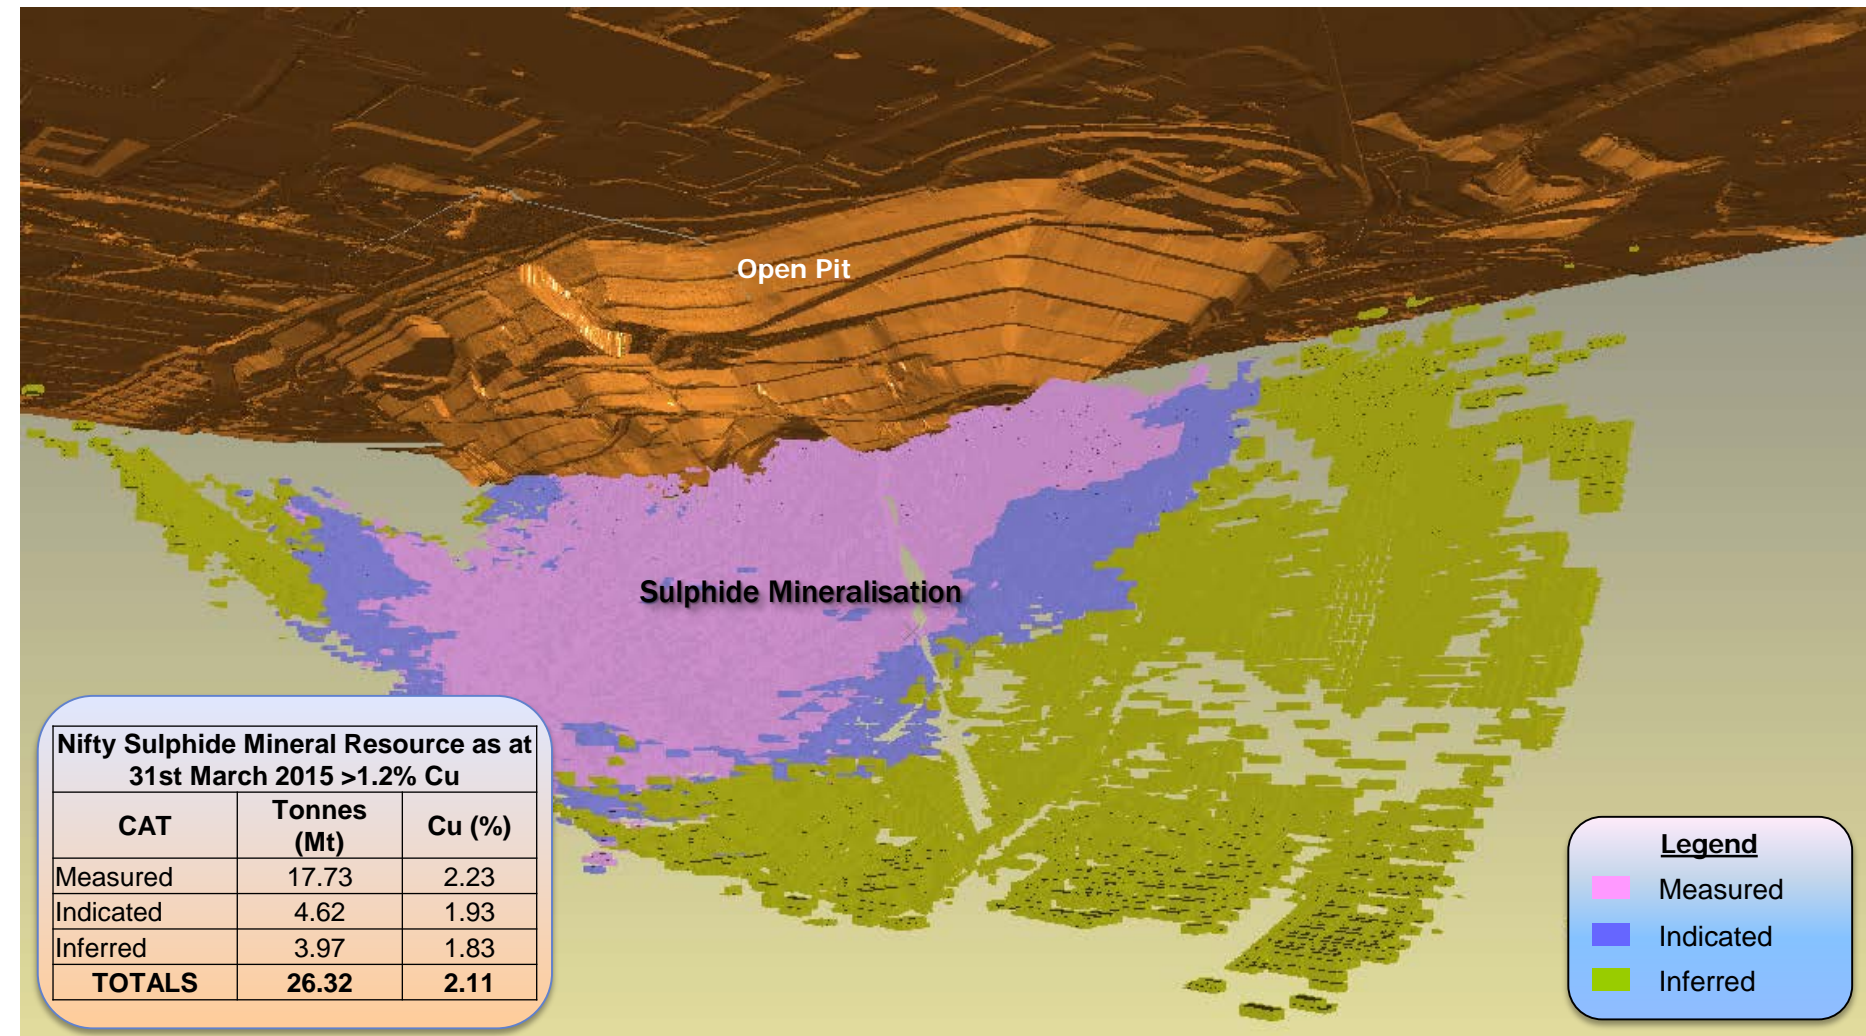 Open Pit
Sulphide Mineralisation
Nifty Sulphide Mineral Resource as at
31st March 2015 >1.2% Cu
CAT Tonnes (Mt) Cu (%)
Measured 17.73 2.23
Indicated 4.62 1.93
Inferred 3.97 1.83
TOTALS 26.32 2.11
Legend
Measured
Indicated
Inferred